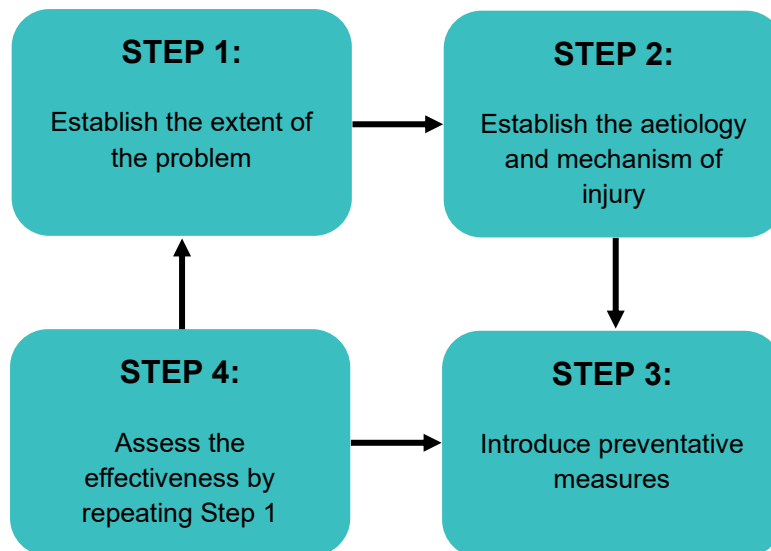 STEP 1:
Establish the extent of
the problem
STEP 2:
Establish the aetiology
and mechanism of
injury
STEP 4:
Assess the
effectiveness by
repeating Step 1
STEP 3:
Introduce preventative
measures